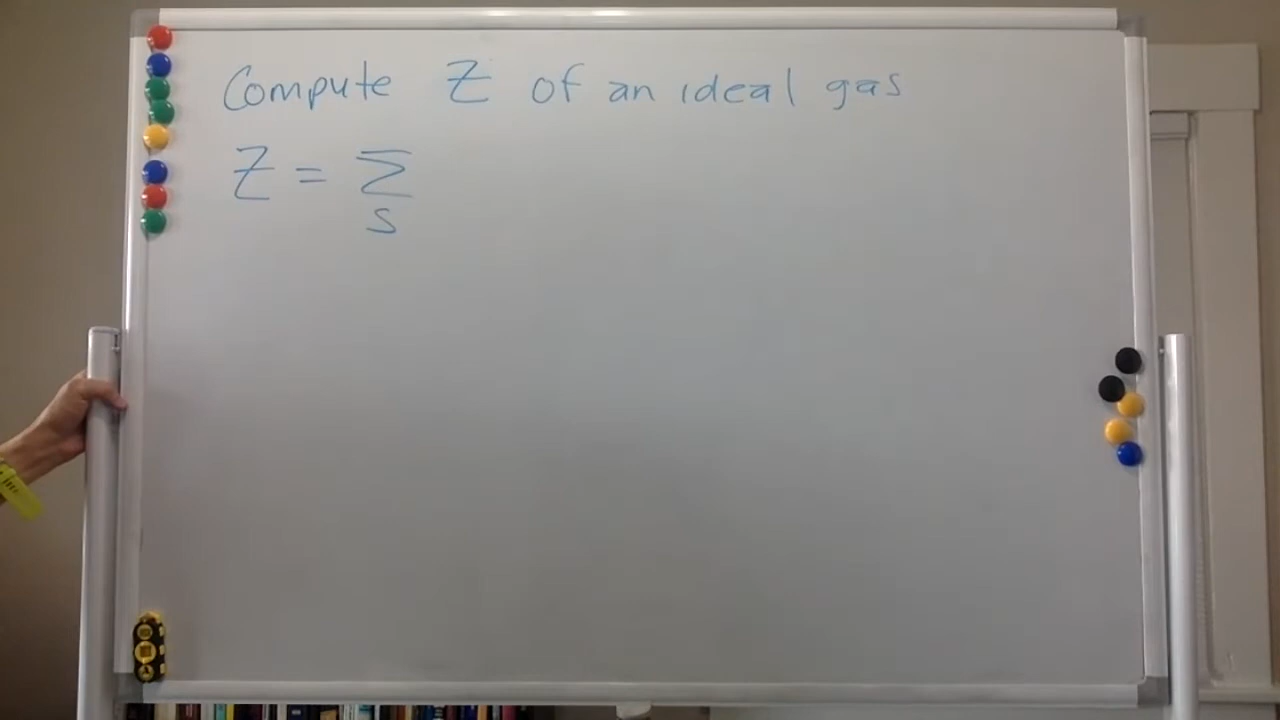 Compute Z of an ideal gas
Z = Σ
s